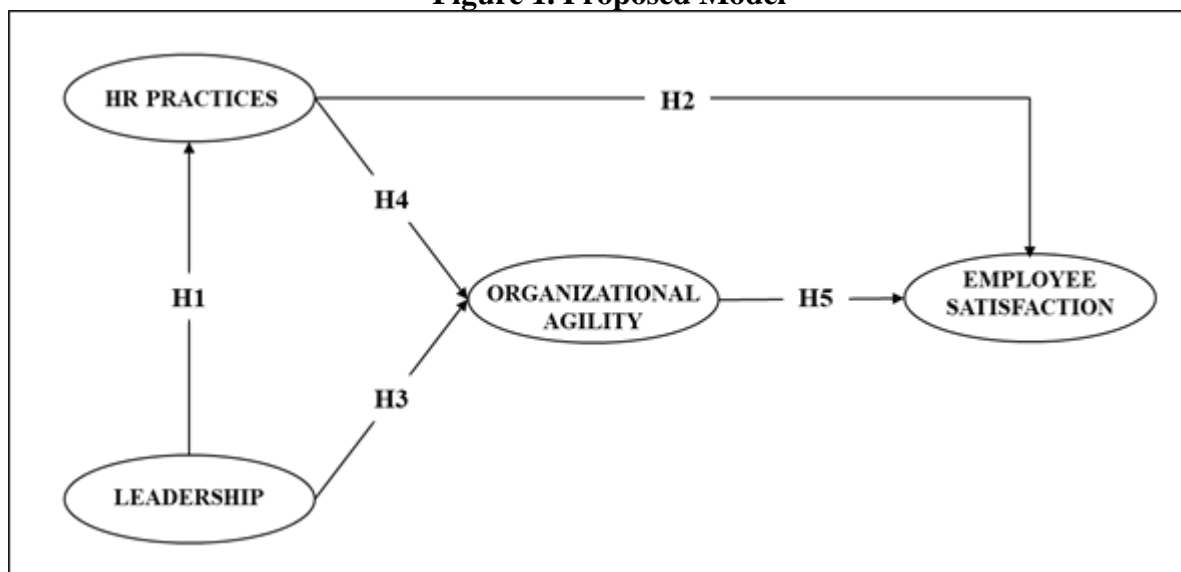 Figure 1. Proposed Model
HR PRACTICES
H2
H4
H1
ORGANIZATIONAL
AGILITY
H5
EMPLOYEE
SATISFACTION
H3
LEADERSHIP